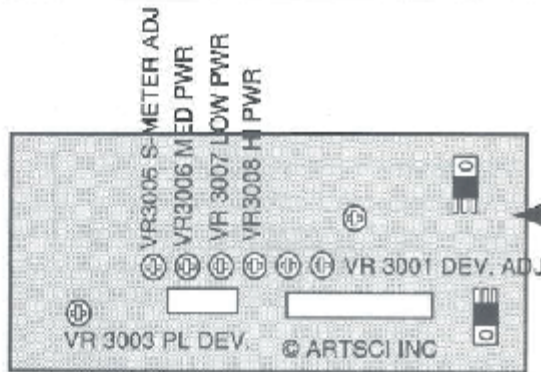 VR3005 S-METER ADJ
VR3006 MED PWR
VR 3007 LOW PWR
VR3008 HI PWR
VR 3001 DEV. ADJ
VR 3003 PL DEV.
© ARTSCI INC